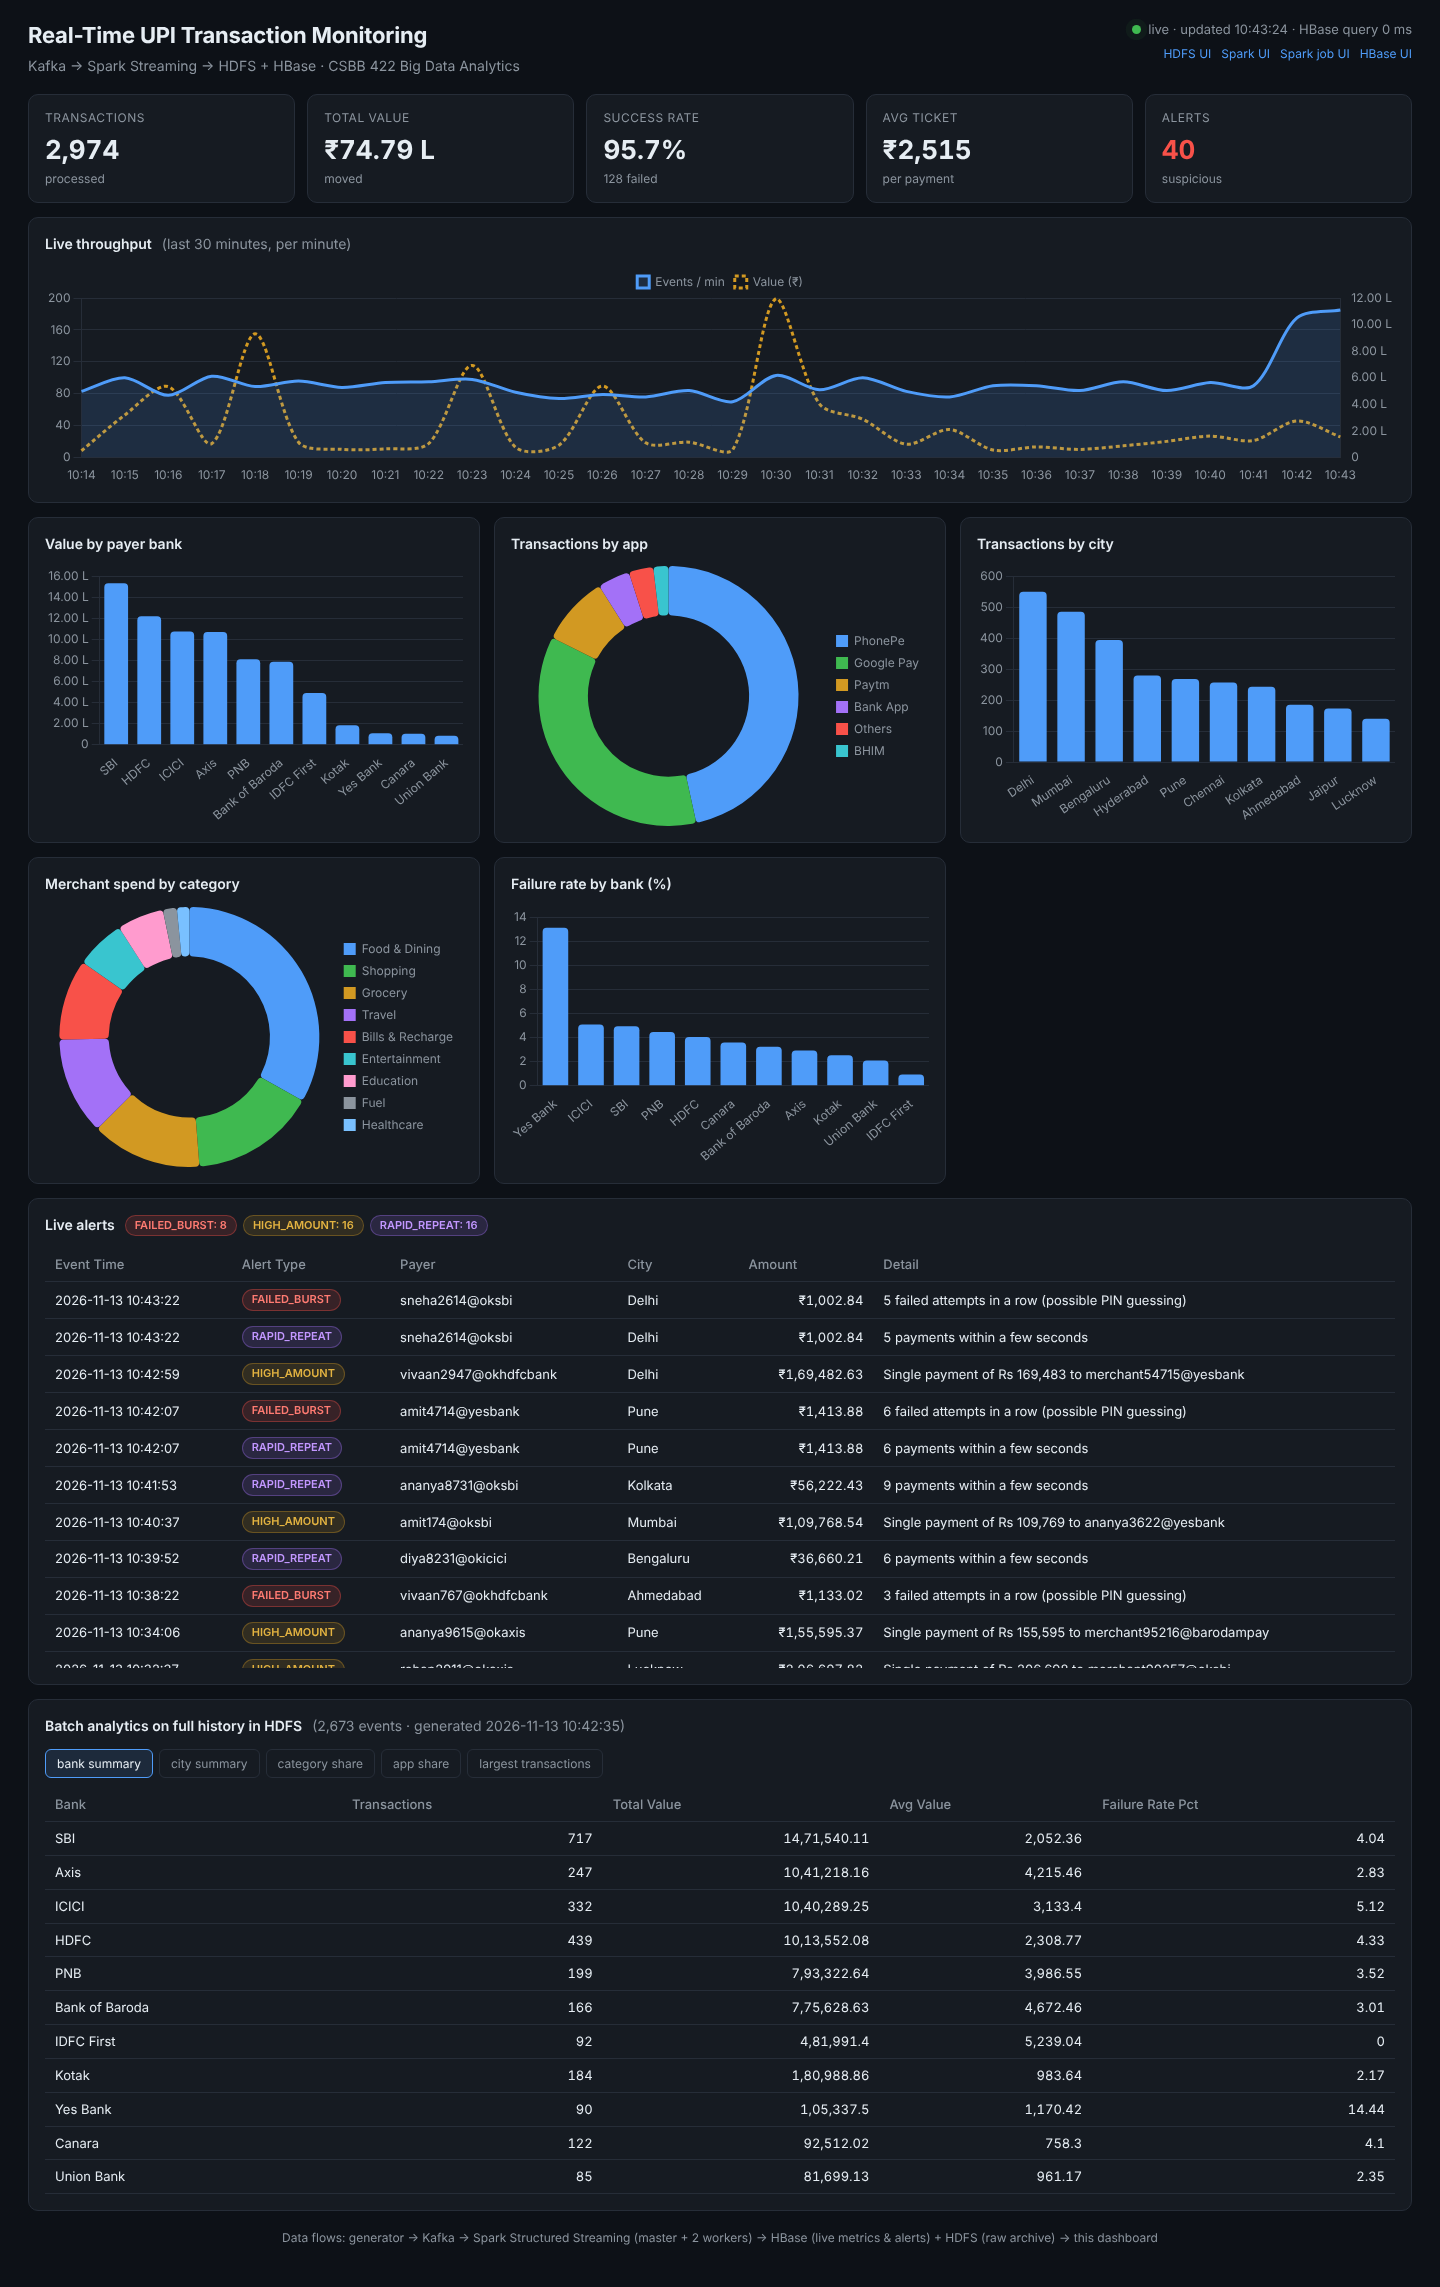 Real-Time UPI Transaction Monitoring
live · updated 10:43:24 · HBase query 0 ms
Kafka → Spark Streaming → HDFS + HBase · CSBB 422 Big Data Analytics
HDFS UI Spark UI Spark job UI HBase UI
TRANSACTIONS
2,974
processed
TOTAL VALUE
₹74.79 L
moved
SUCCESS RATE
95.7%
128 failed
AVG TICKET
₹2,515
per payment
ALERTS
40
suspicious
Live throughput (last 30 minutes, per minute)
Events / min Value (₹)
200 12.00 L
160 10.00 L
120 8.00 L
80 6.00 L
40 4.00 L
0 2.00 L
0
10:14 10:15 10:16 10:17 10:18 10:19 10:20 10:21 10:22 10:23 10:24 10:25 10:26 10:27 10:28 10:29 10:30 10:31 10:32 10:33 10:34 10:35 10:36 10:37 10:38 10:39 10:40 10:41 10:42 10:43
Value by payer bank
16.00 L
14.00 L
12.00 L
10.00 L
8.00 L
6.00 L
4.00 L
2.00 L
0
SBI HDFC ICICI Axis PNB Bank of Baroda IDFC First Kotak Yes Bank Canara Union Bank
Transactions by app
PhonePe
Google Pay
Paytm
Bank App
Others
BHIM
Transactions by city
600
500
400
300
200
100
0
Delhi Mumbai Bengaluru Hyderabad Pune Chennai Kolkata Ahmedabad Jaipur Lucknow
Merchant spend by category
Food & Dining
Shopping
Grocery
Travel
Bills & Recharge
Entertainment
Education
Fuel
Healthcare
Failure rate by bank (%)
14
12
10
8
6
4
2
0
Yes Bank ICICI SBI PNB HDFC Canara Bank of Baroda Axis Kotak Union Bank IDFC First
Live alerts FAILED_BURST: 8 HIGH_AMOUNT: 16 RAPID_REPEAT: 16
Event Time Alert Type Payer City Amount Detail
2026-11-13 10:43:22 FAILED_BURST sneha2614@oksbi Delhi ₹1,002.84 5 failed attempts in a row (possible PIN guessing)
2026-11-13 10:43:22 RAPID_REPEAT sneha2614@oksbi Delhi ₹1,002.84 5 payments within a few seconds
2026-11-13 10:42:59 HIGH_AMOUNT vivaan2947@okhdfcbank Delhi ₹1,69,482.63 Single payment of Rs 169,483 to merchant54715@yesbank
2026-11-13 10:42:07 FAILED_BURST amit4714@yesbank Pune ₹1,413.88 6 failed attempts in a row (possible PIN guessing)
2026-11-13 10:42:07 RAPID_REPEAT amit4714@yesbank Pune ₹1,413.88 6 payments within a few seconds
2026-11-13 10:41:53 RAPID_REPEAT ananya8731@oksbi Kolkata ₹56,222.43 9 payments within a few seconds
2026-11-13 10:40:37 HIGH_AMOUNT amit174@oksbi Mumbai ₹1,09,768.54 Single payment of Rs 109,769 to ananya3622@yesbank
2026-11-13 10:39:52 RAPID_REPEAT diya8231@okicici Bengaluru ₹36,660.21 6 payments within a few seconds
2026-11-13 10:38:22 FAILED_BURST vivaan767@okhdfcbank Ahmedabad ₹1,133.02 3 failed attempts in a row (possible PIN guessing)
2026-11-13 10:34:06 HIGH_AMOUNT ananya9615@okaxis Pune ₹1,55,595.37 Single payment of Rs 155,595 to merchant95216@barodampay
HIGH_AMOUNT Lucknow Single payment of Rs
Batch analytics on full history in HDFS (2,673 events · generated 2026-11-13 10:42:35)
bank summary city summary category share app share largest transactions
Bank Transactions Total Value Avg Value Failure Rate Pct
SBI 717 14,71,540.11 2,052.36 4.04
Axis 247 10,41,218.16 4,215.46 2.83
ICICI 332 10,40,289.25 3,133.4 5.12
HDFC 439 10,13,552.08 2,308.77 4.33
PNB 199 7,93,322.64 3,986.55 3.52
Bank of Baroda 166 7,75,628.63 4,672.46 3.01
IDFC First 92 4,81,991.4 5,239.04 0
Kotak 184 1,80,988.86 983.64 2.17
Yes Bank 90 1,05,337.5 1,170.42 14.44
Canara 122 92,512.02 758.3 4.1
Union Bank 85 81,699.13 961.17 2.35
Data flows: generator → Kafka → Spark Structured Streaming (master + 2 workers) → HBase (live metrics & alerts) + HDFS (raw archive) → this dashboard